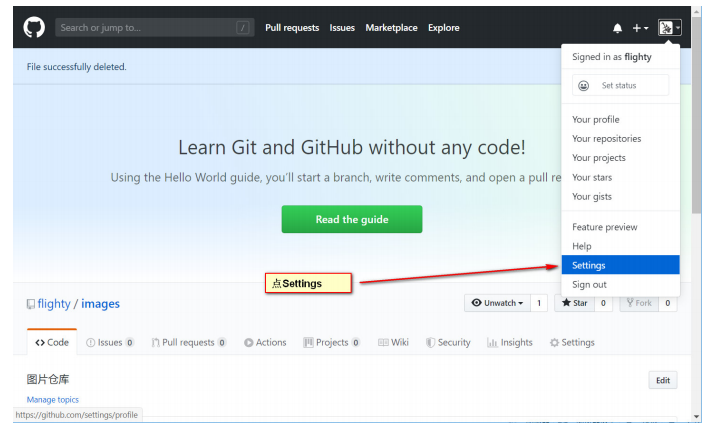 Search or jump to...
/
Pull requests Issues Marketplace Explore
Signed in as flighty
Set status
Your profile
Your repositories
Your projects
Your stars
Your gists
Feature preview
Help
Settings
Sign out
File successfully deleted.
Learn Git and GitHub without any code!
Using the Hello World guide, you'll start a branch, write comments, and open a pull re
Read the guide
点Settings
flighty / images
Unwatch 1 Star 0 Fork 0
Code Issues 0 Pull requests 0 Actions Projects 0 Wiki Security Insights Settings
图片仓库
Edit
Manage topics
https://github.com/settings/profile